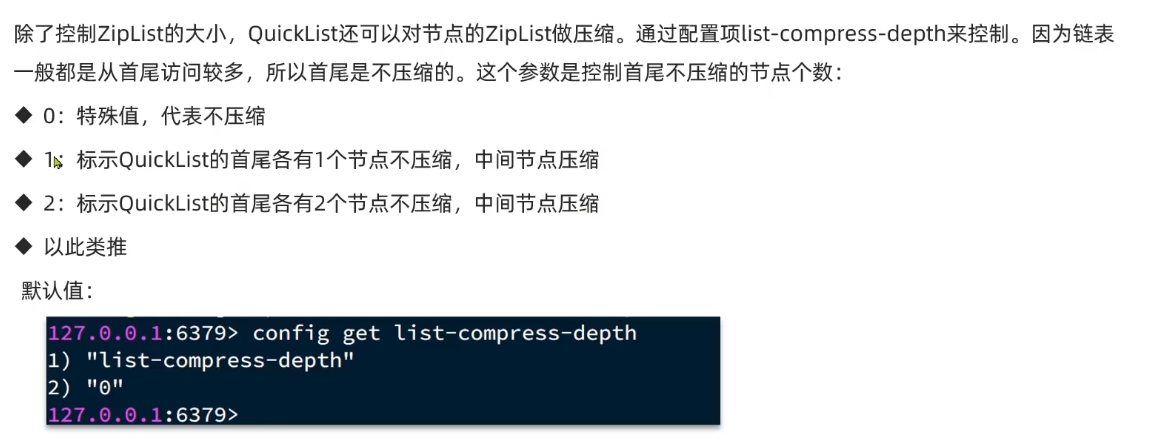 除了控制ZipList的大小，QuickList还可以对节点的ZipList做压缩。通过配置项list-compress-depth来控制。因为链表
一般都是从首尾访问较多，所以首尾是不压缩的。这个参数是控制首尾不压缩的节点个数：
◆ 0：特殊值，代表不压缩
◆ 1：标示QuickList的首尾各有1个节点不压缩，中间节点压缩
◆ 2：标示QuickList的首尾各有2个节点不压缩，中间节点压缩
◆ 以此类推
默认值：
127.0.0.1:6379> config get list-compress-depth
1) "list-compress-depth"
2) "0"
127.0.0.1:6379>